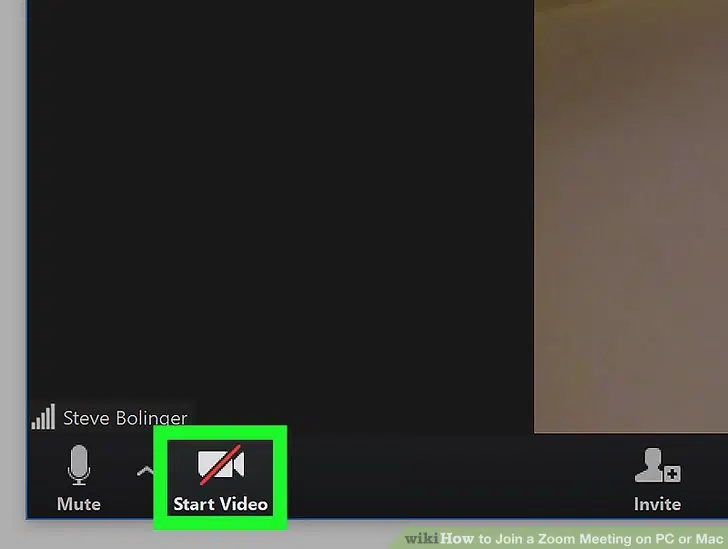 Steve Bolinger
Mute
Start Video
Invite
wikiHow to Join a Zoom Meeting on PC or Mac